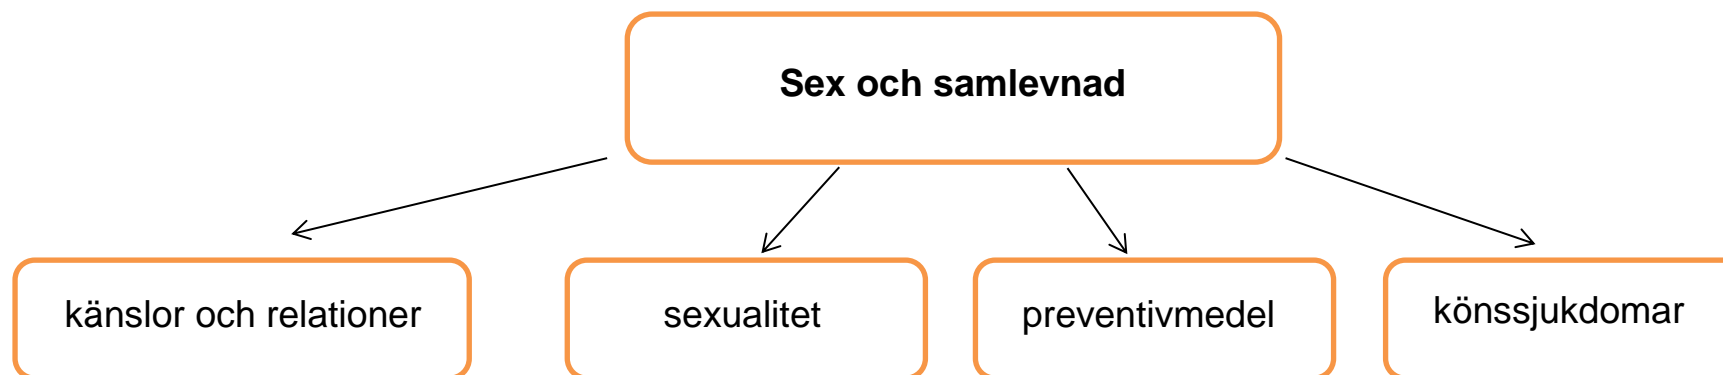 Sex och samlevnad
känslor och relationer
sexualitet
preventivmedel
könssjukdomar